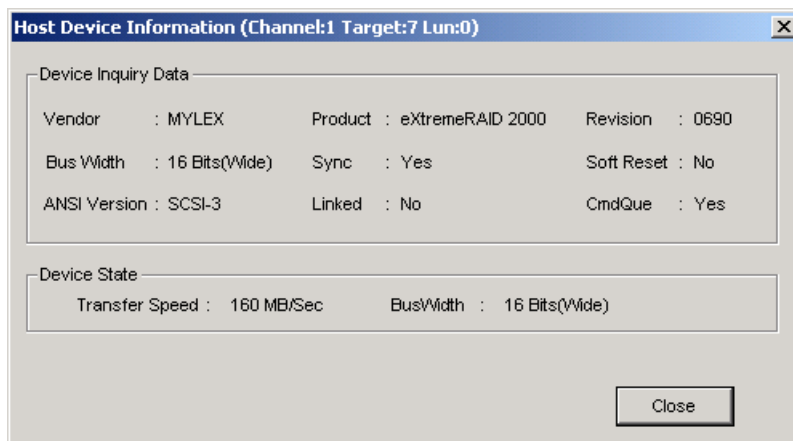 Host Device Information (Channel:1 Target:7 Lun:0)
Device Inquiry Data
Vendor : MYLEX Product : eXtremeRAID 2000 Revision : 0690
Bus Width : 16 Bits(Wide) Sync : Yes Soft Reset : No
ANSI Version : SCSI-3 Linked : No CmdQue : Yes
Device State
Transfer Speed : 160 MB/Sec BusWidth : 16 Bits(Wide)
Close